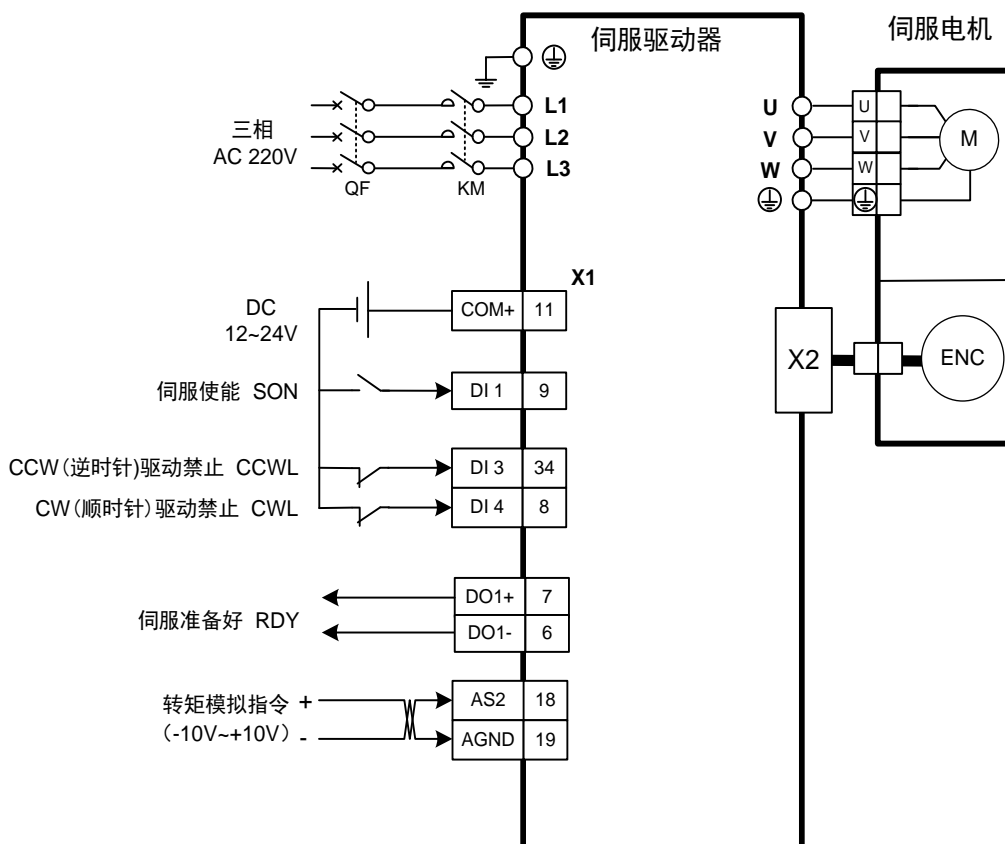 伺服驱动器
伺服电机
三相
AC 220V
QF
KM
L1
L2
L3
U
V
W
U
V
W
M
X1
DC
12~24V
COM+ 11
伺服使能 SON
DI 1 9
CCW(逆时针)驱动禁止 CCWL
DI 3 34
CW(顺时针)驱动禁止 CWL
DI 4 8
X2
ENC
伺服准备好 RDY
DO1+ 7
DO1- 6
转矩模拟指令 +
(-10V~+10V) -
AS2 18
AGND 19